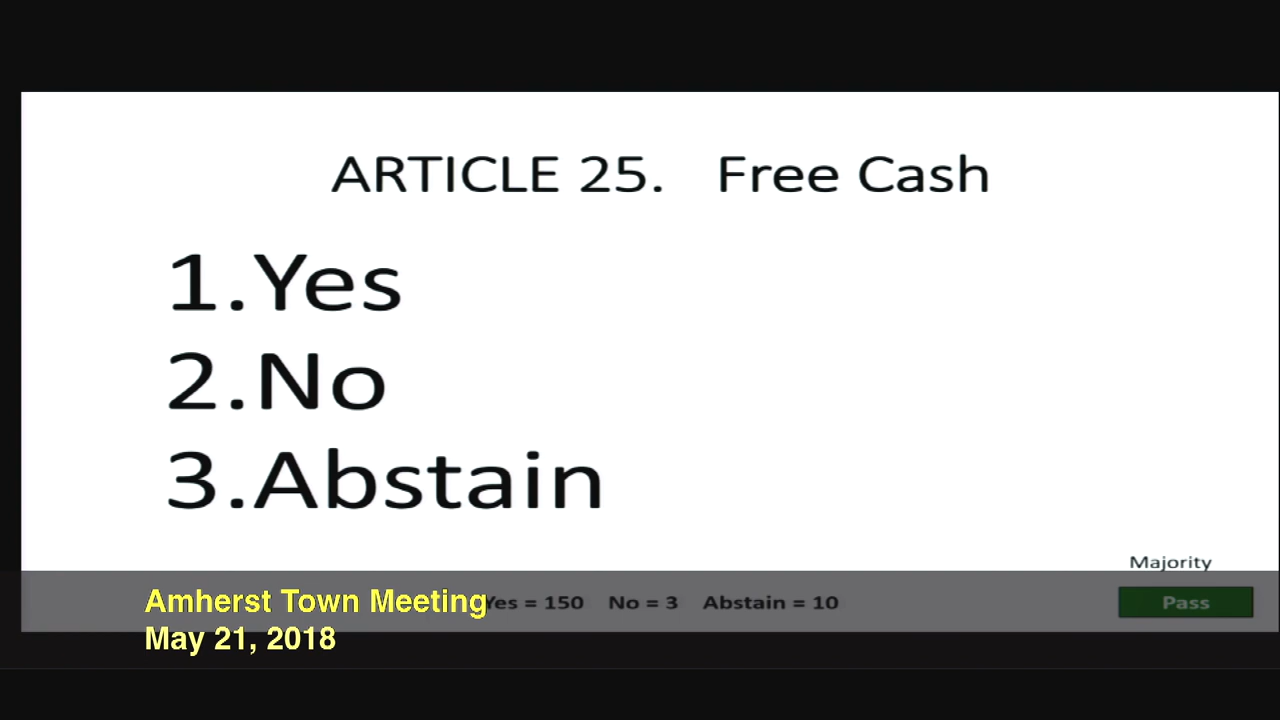 ARTICLE 25. Free Cash
1.Yes
2.No
3.Abstain
Majority
Yes = 150 No = 3 Abstain = 10
Pass
Amherst Town Meeting
May 21, 2018